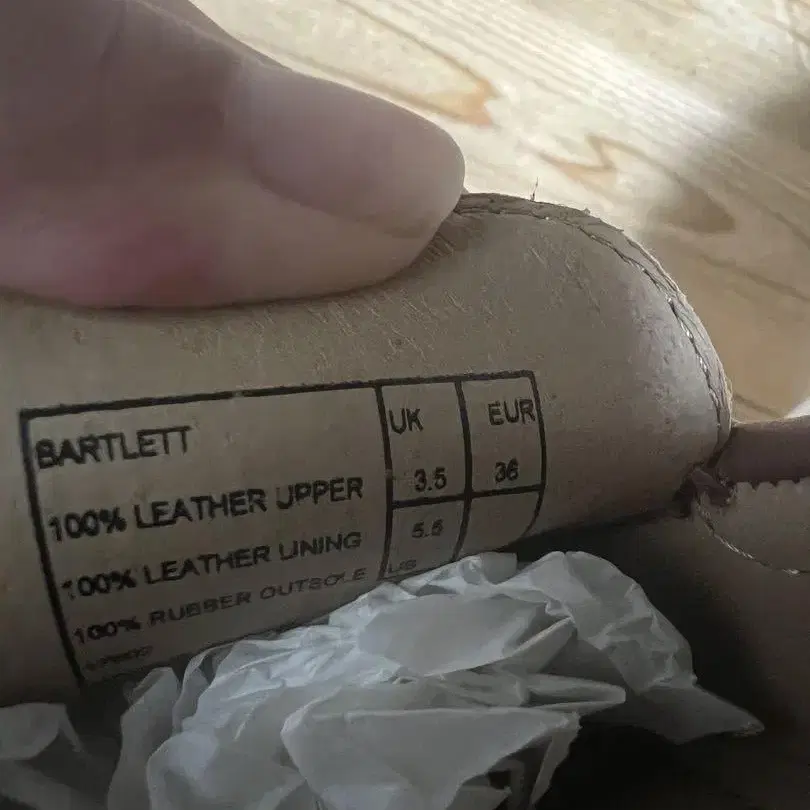 BARTLETT
100% LEATHER UPPER
100% LEATHER LINING
100% RUBBER OUTSOLE
UK EUR
3.5 36
5.5
US